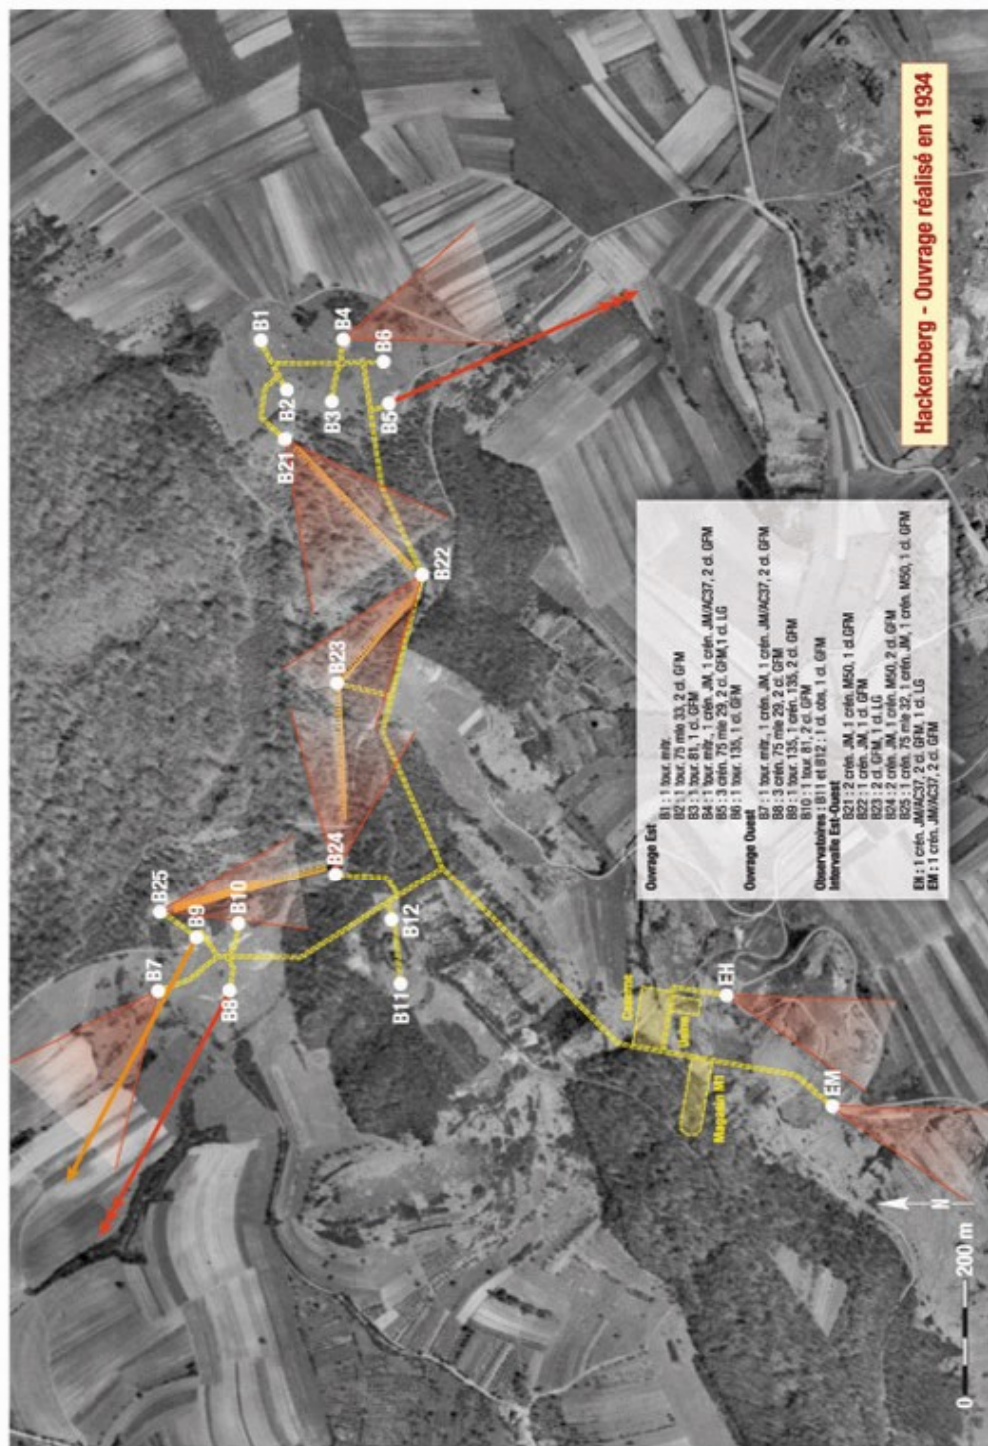 Hackenberg - Ouvrage réalisé en 1934
B1
B2
B3
B4
B5
B6
B21
B22
B23
B24
B25
B7
B9
B10
B8
B12
B11
Caserne
Usine
Magasin M1
EH
EM
N
0
200 m
Ouvrage Est
B1 : 1 tour. mitr.
B2 : 1 tour. 75 mle 33, 2 cl. GFM
B3 : 1 tour. 81, 1 cl. GFM
B4 : 1 tour. mitr., 1 crén. JM, 1 crén. JM/AC37, 2 cl. GFM
B5 : 3 crén. 75 mle 29, 2 cl. GFM,1 cl. LG
B6 : 1 tour. 135, 1 cl. GFM
Ouvrage Ouest
B7 : 1 tour. mitr., 1 crén. JM, 1 crén. JM/AC37, 2 cl. GFM
B8 : 3 crén. 75 mle 29, 2 cl. GFM
B9 : 1 tour. 135, 1 crén. 135, 2 cl. GFM
B10 : 1 tour. 81, 2 cl. GFM
Observatoires : B11 et B12 : 1 cl. obs, 1 cl. GFM
Intervalle Est-Ouest
B21 : 2 crén. JM, 1 crén. M50, 1 cl.GFM
B22 : 1 crén. JM, 1 cl. GFM
B23 : 2 cl. GFM, 1 cl. LG
B24 : 2 crén. JM, 1 crén. M50, 2 cl. GFM
B25 : 1 crén. 75 mle 32, 1 crén. JM, 1 crén. M50, 1 cl. GFM
EH : 1 crén. JM/AC37, 2 cl. GFM, 1 cl. LG
EM : 1 crén. JM/AC37, 2 cl. GFM